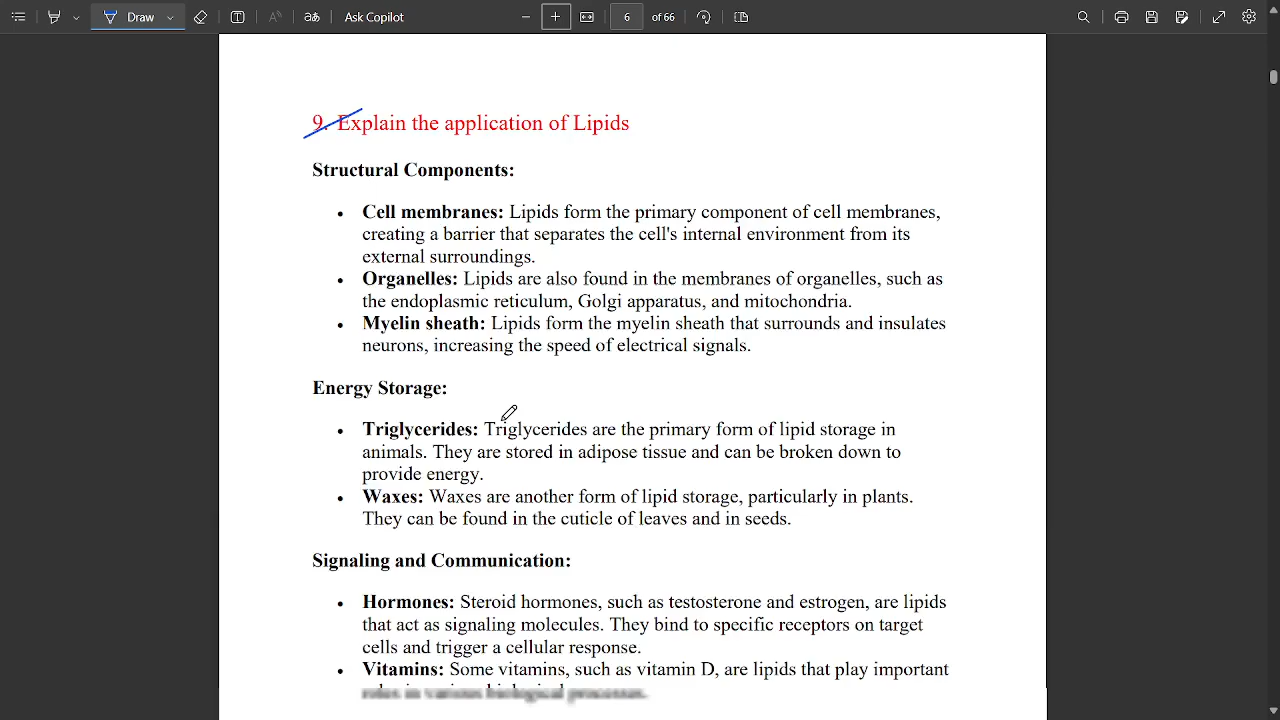 Draw
Ask Copilot
6 of 66
9. Explain the application of Lipids
Structural Components:
• Cell membranes: Lipids form the primary component of cell membranes,
creating a barrier that separates the cell's internal environment from its
external surroundings.
• Organelles: Lipids are also found in the membranes of organelles, such as
the endoplasmic reticulum, Golgi apparatus, and mitochondria.
• Myelin sheath: Lipids form the myelin sheath that surrounds and insulates
neurons, increasing the speed of electrical signals.
Energy Storage:
• Triglycerides: Triglycerides are the primary form of lipid storage in
animals. They are stored in adipose tissue and can be broken down to
provide energy.
• Waxes: Waxes are another form of lipid storage, particularly in plants.
They can be found in the cuticle of leaves and in seeds.
Signaling and Communication:
• Hormones: Steroid hormones, such as testosterone and estrogen, are lipids
that act as signaling molecules. They bind to specific receptors on target
cells and trigger a cellular response.
• Vitamins: Some vitamins, such as vitamin D, are lipids that play important
roles in various biological processes.